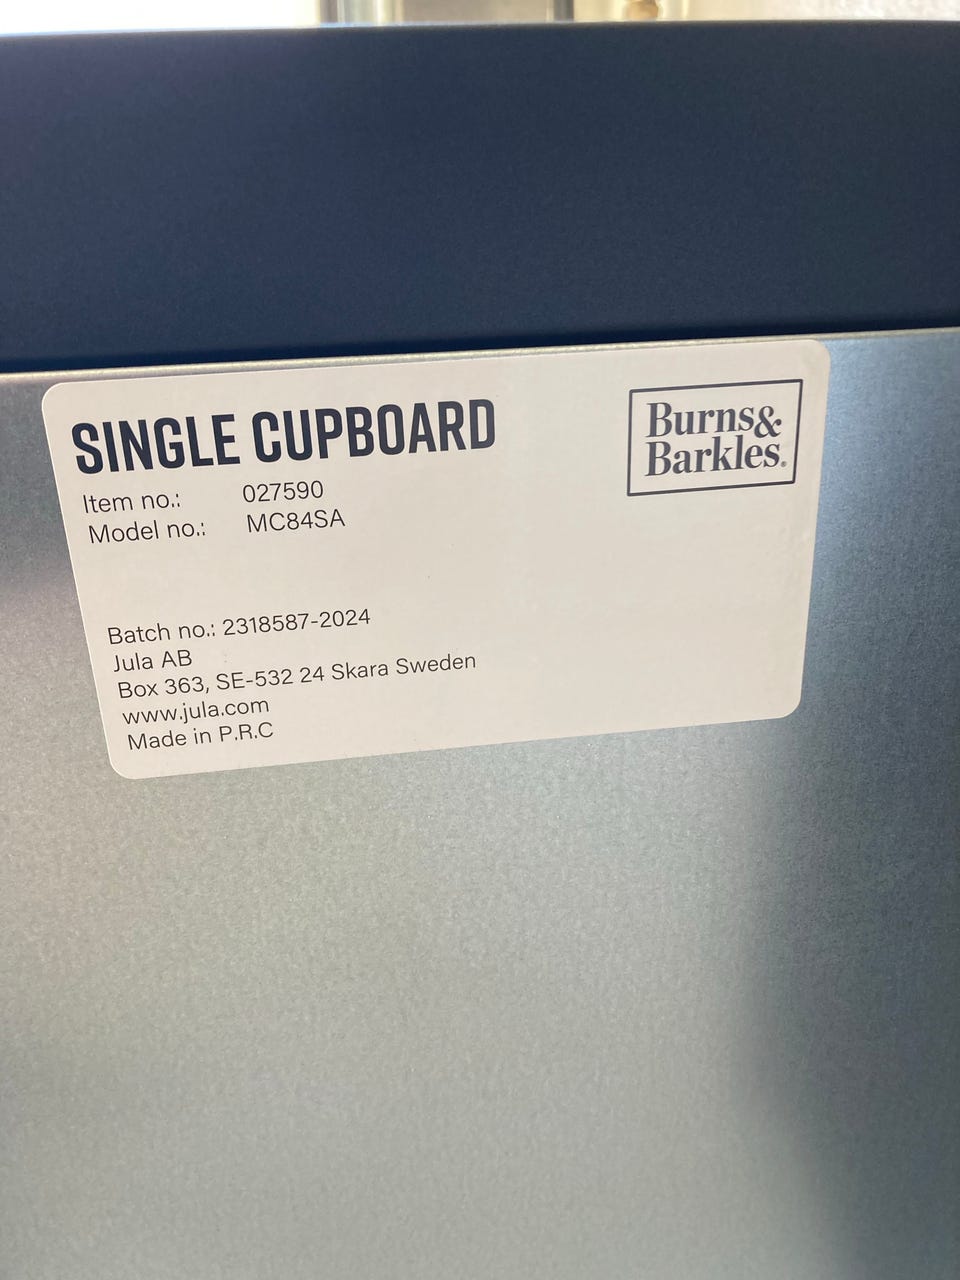 SINGLE CUPBOARD
Item no.: 027590
Model no.: MC84SA
Burns&
Barkles.
Batch no.: 2318587-2024
Jula AB
Box 363, SE-532 24 Skara Sweden
www.jula.com
Made in P.R.C